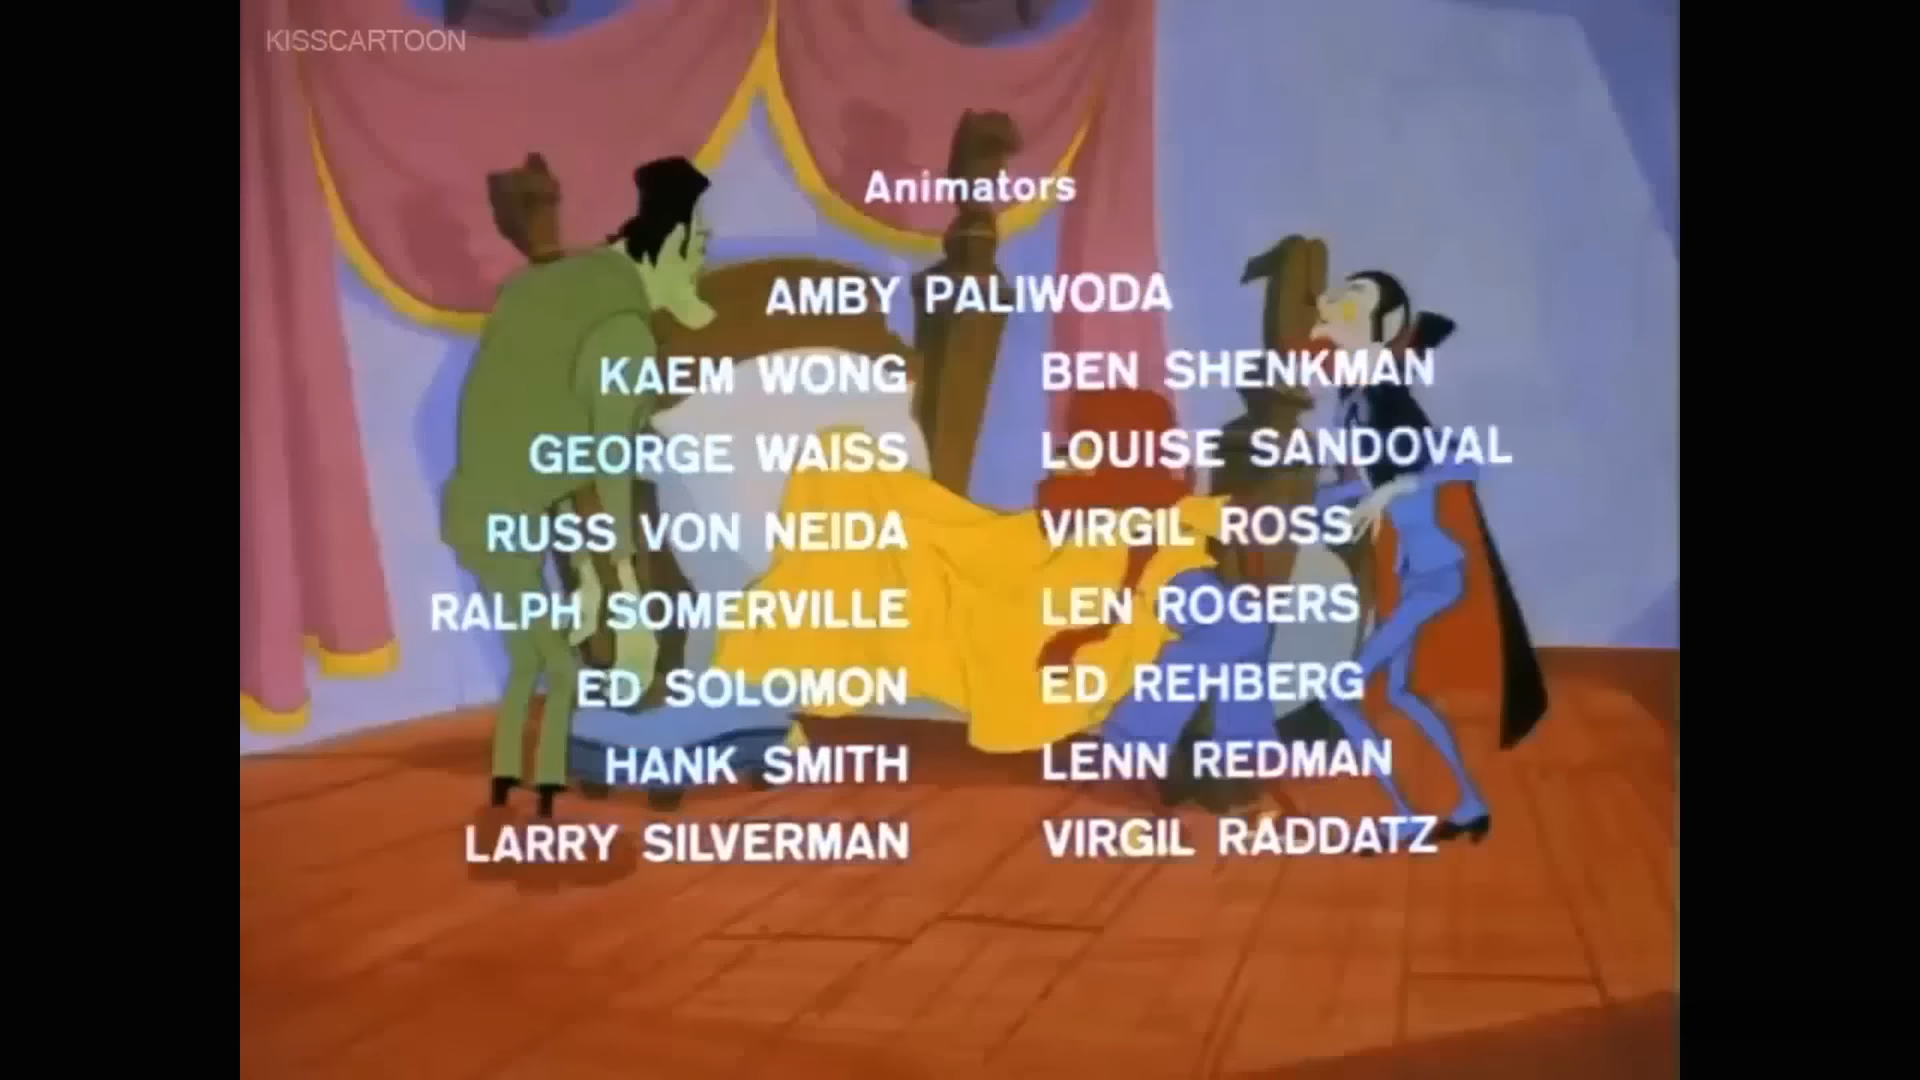 KISSCARTOON
Animators
AMBY PALIWODA
KAEM WONG BEN SHENKMAN
GEORGE WAISS LOUISE SANDOVAL
RUSS VON NEIDA VIRGIL ROSS
RALPH SOMERVILLE LEN ROGERS
ED SOLOMON ED REHBERG
HANK SMITH LENN REDMAN
LARRY SILVERMAN VIRGIL RADDATZ